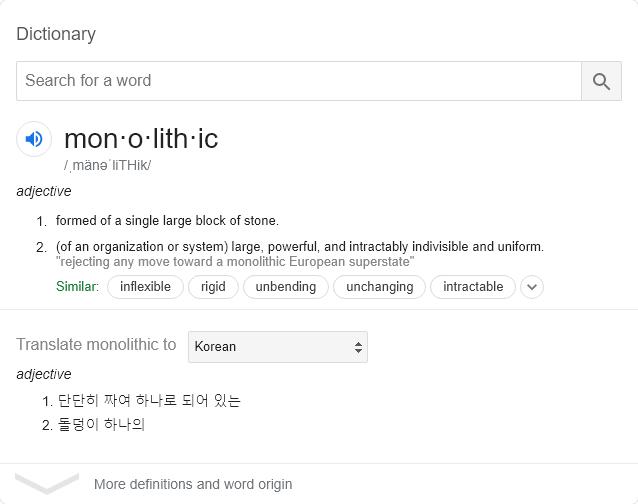 Dictionary
Search for a word
mon·o·lith·ic
/ˌmänəˈliTHik/
adjective
1. formed of a single large block of stone.
2. (of an organization or system) large, powerful, and intractably indivisible and uniform.
"rejecting any move toward a monolithic European superstate"
Similar: inflexible rigid unbending unchanging intractable
Translate monolithic to Korean
adjective
1. 단단히 짜여 하나로 되어 있는
2. 돌덩이 하나의
More definitions and word origin